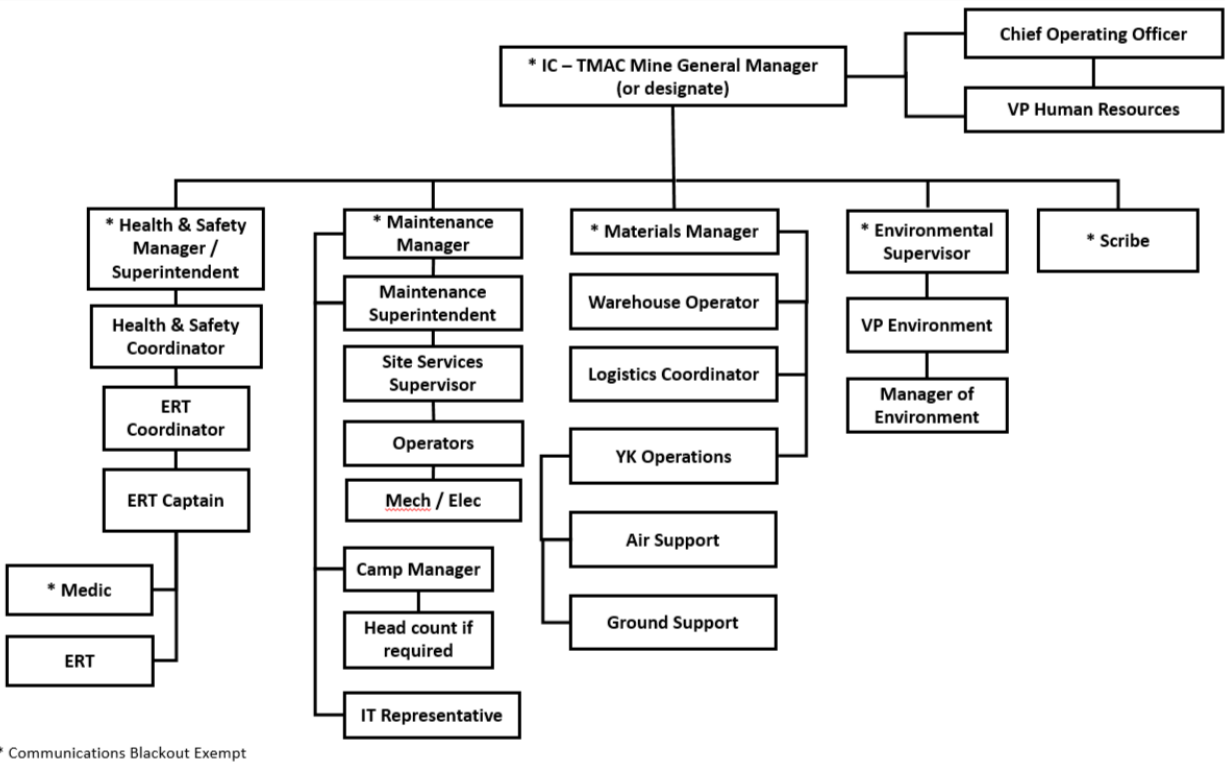 Chief Operating Officer
* IC – TMAC Mine General Manager
(or designate)
VP Human Resources
* Health & Safety
Manager /
Superintendent
Health & Safety
Coordinator
ERT
Coordinator
ERT Captain
* Medic
ERT
* Maintenance
Manager
Maintenance
Superintendent
Site Services
Supervisor
Operators
Mech / Elec
Camp Manager
Head count if
required
IT Representative
* Materials Manager
Warehouse Operator
Logistics Coordinator
YK Operations
Air Support
Ground Support
* Environmental
Supervisor
VP Environment
Manager of
Environment
* Scribe
* Communications Blackout Exempt